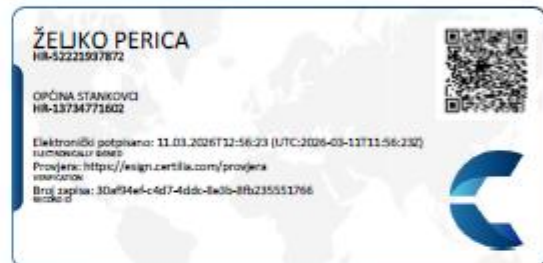 ŽELJKO PERICA
HR-52221937872
OPĆINA STANKOVCI
HR-13734771602
Elektronički potpisano: 11.03.2026T12:56:23 (UTC:2026-03-11T11:56:23Z)
ELECTRONICALLY SIGNED
Provjera: https://esign.certilia.com/provjera
VERIFICATION
Broj zapisa: 30af94ef-c4d7-4ddc-8e3b-8fb235551766
RECORD ID